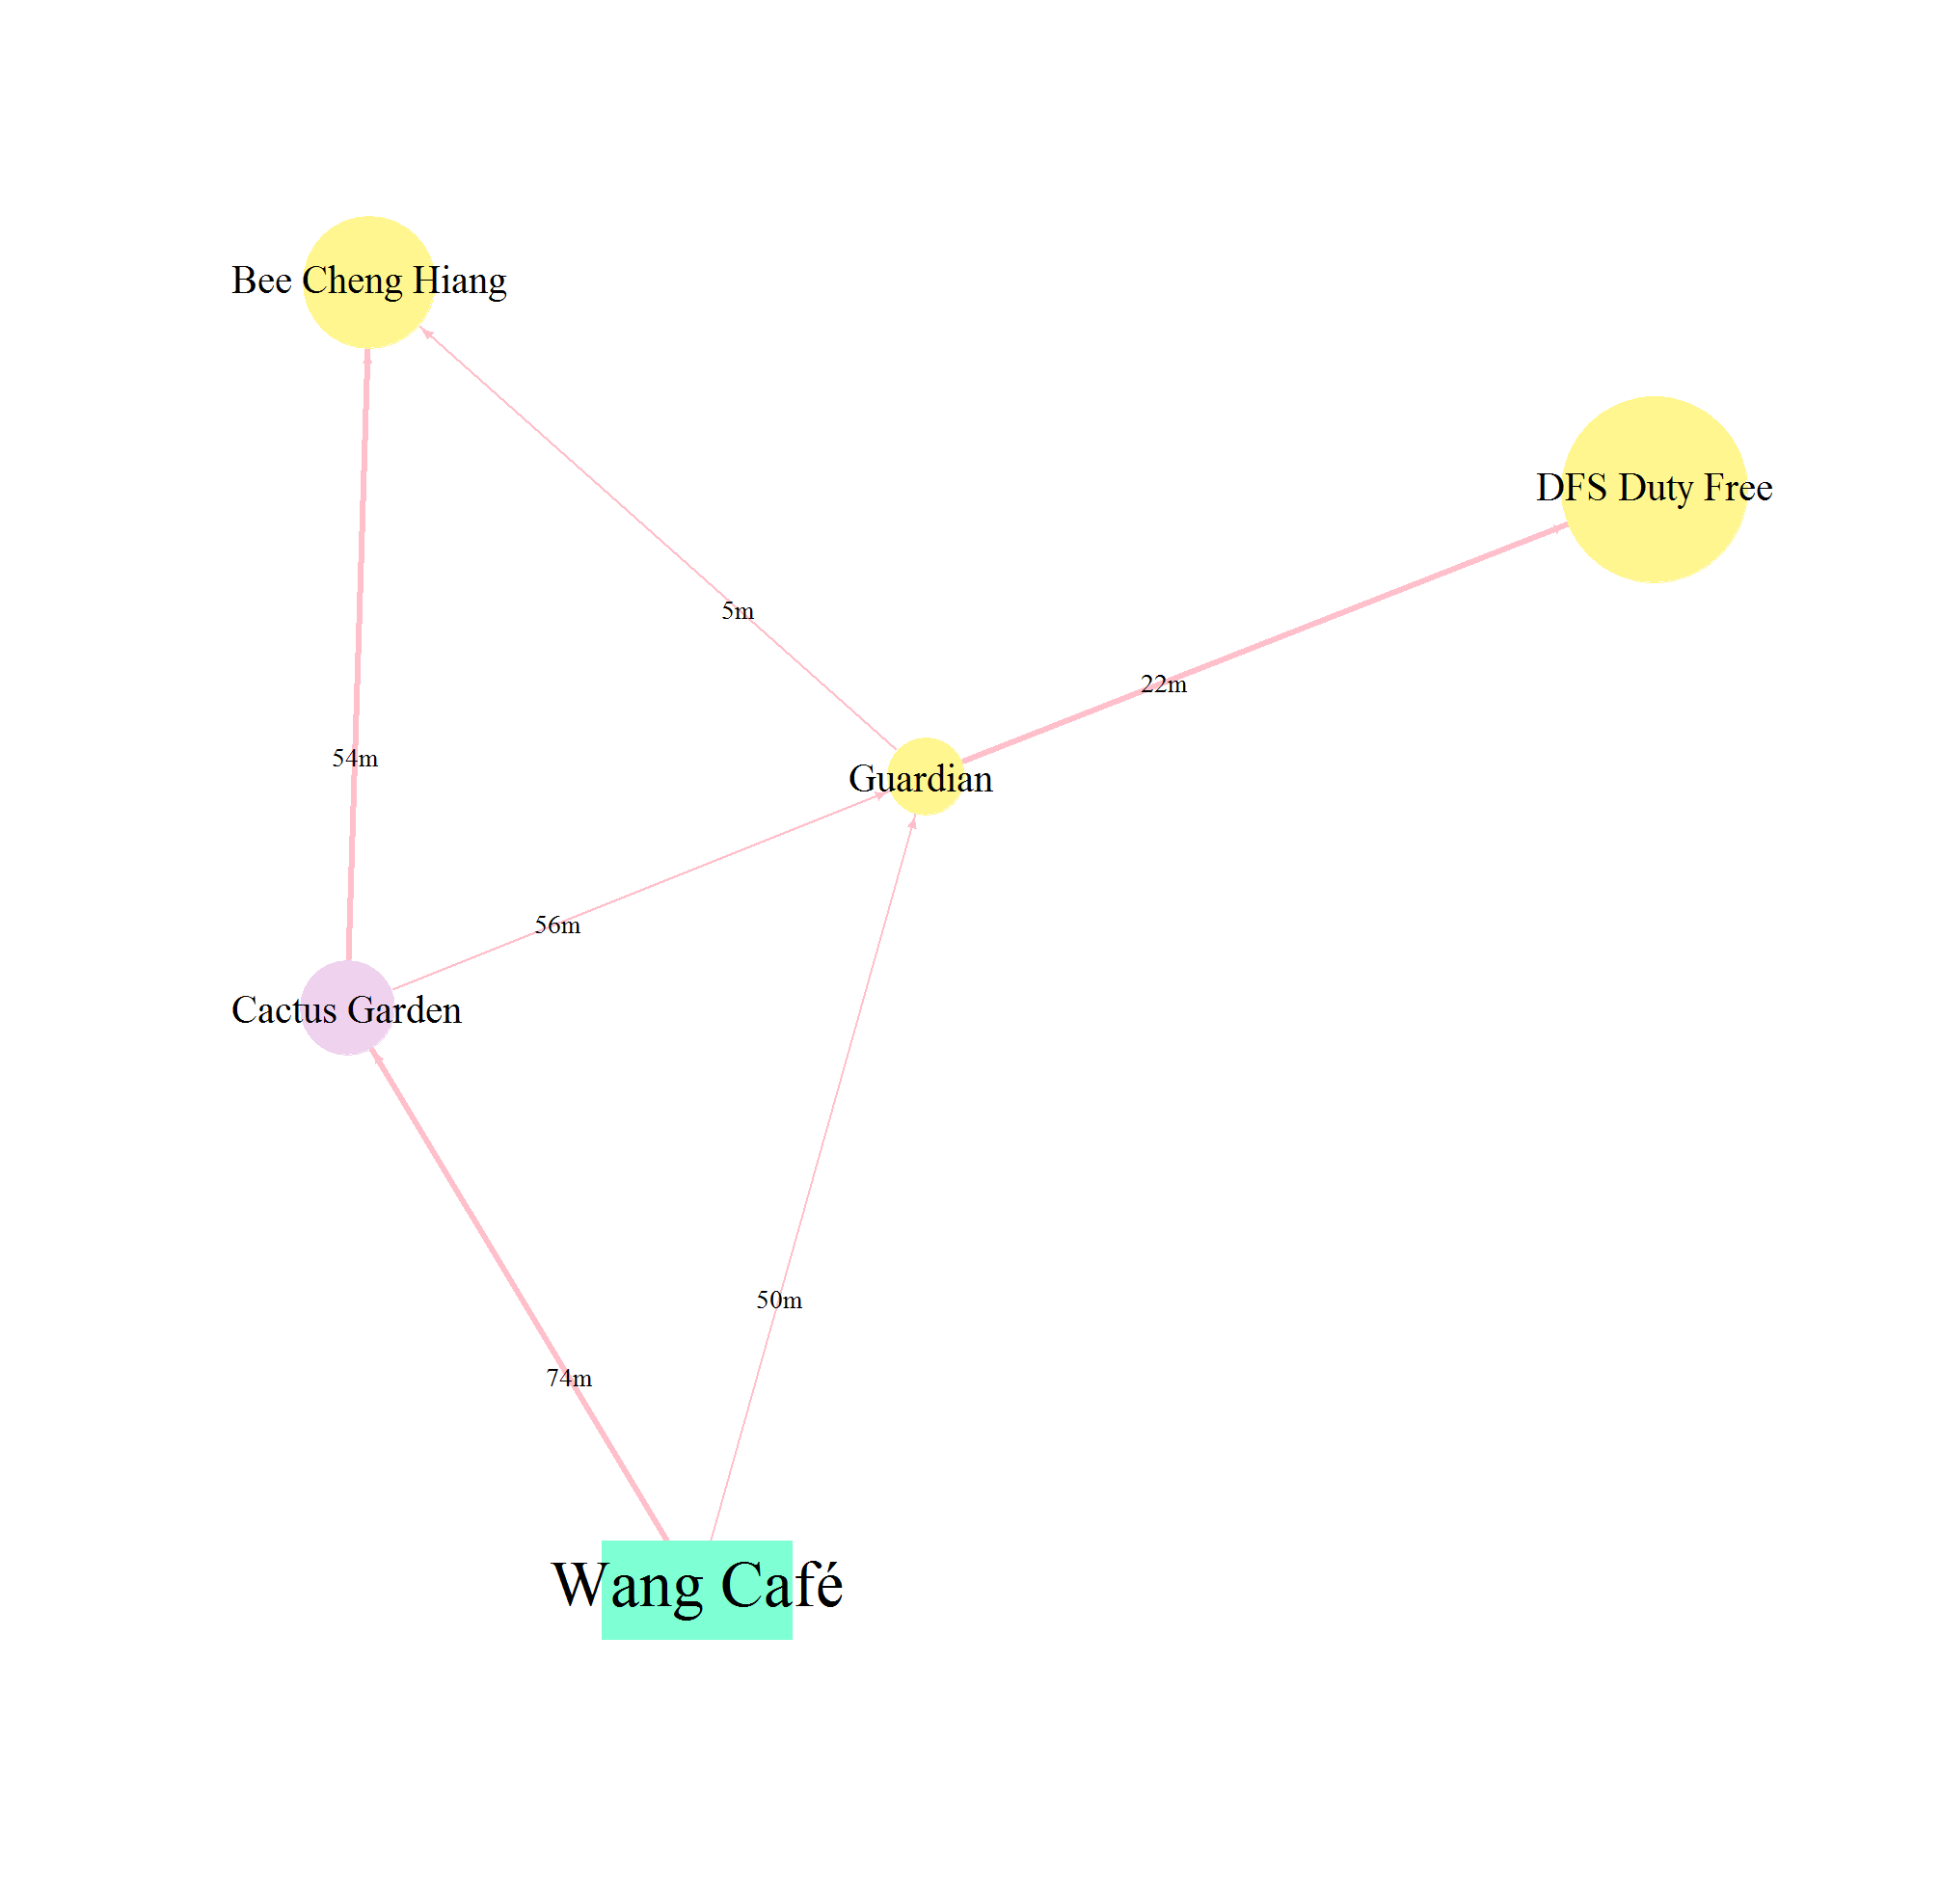 Bee Cheng Hiang
DFS Duty Free
5m
22m
54m
Guardian
56m
Cactus Garden
50m
74m
Wang Café